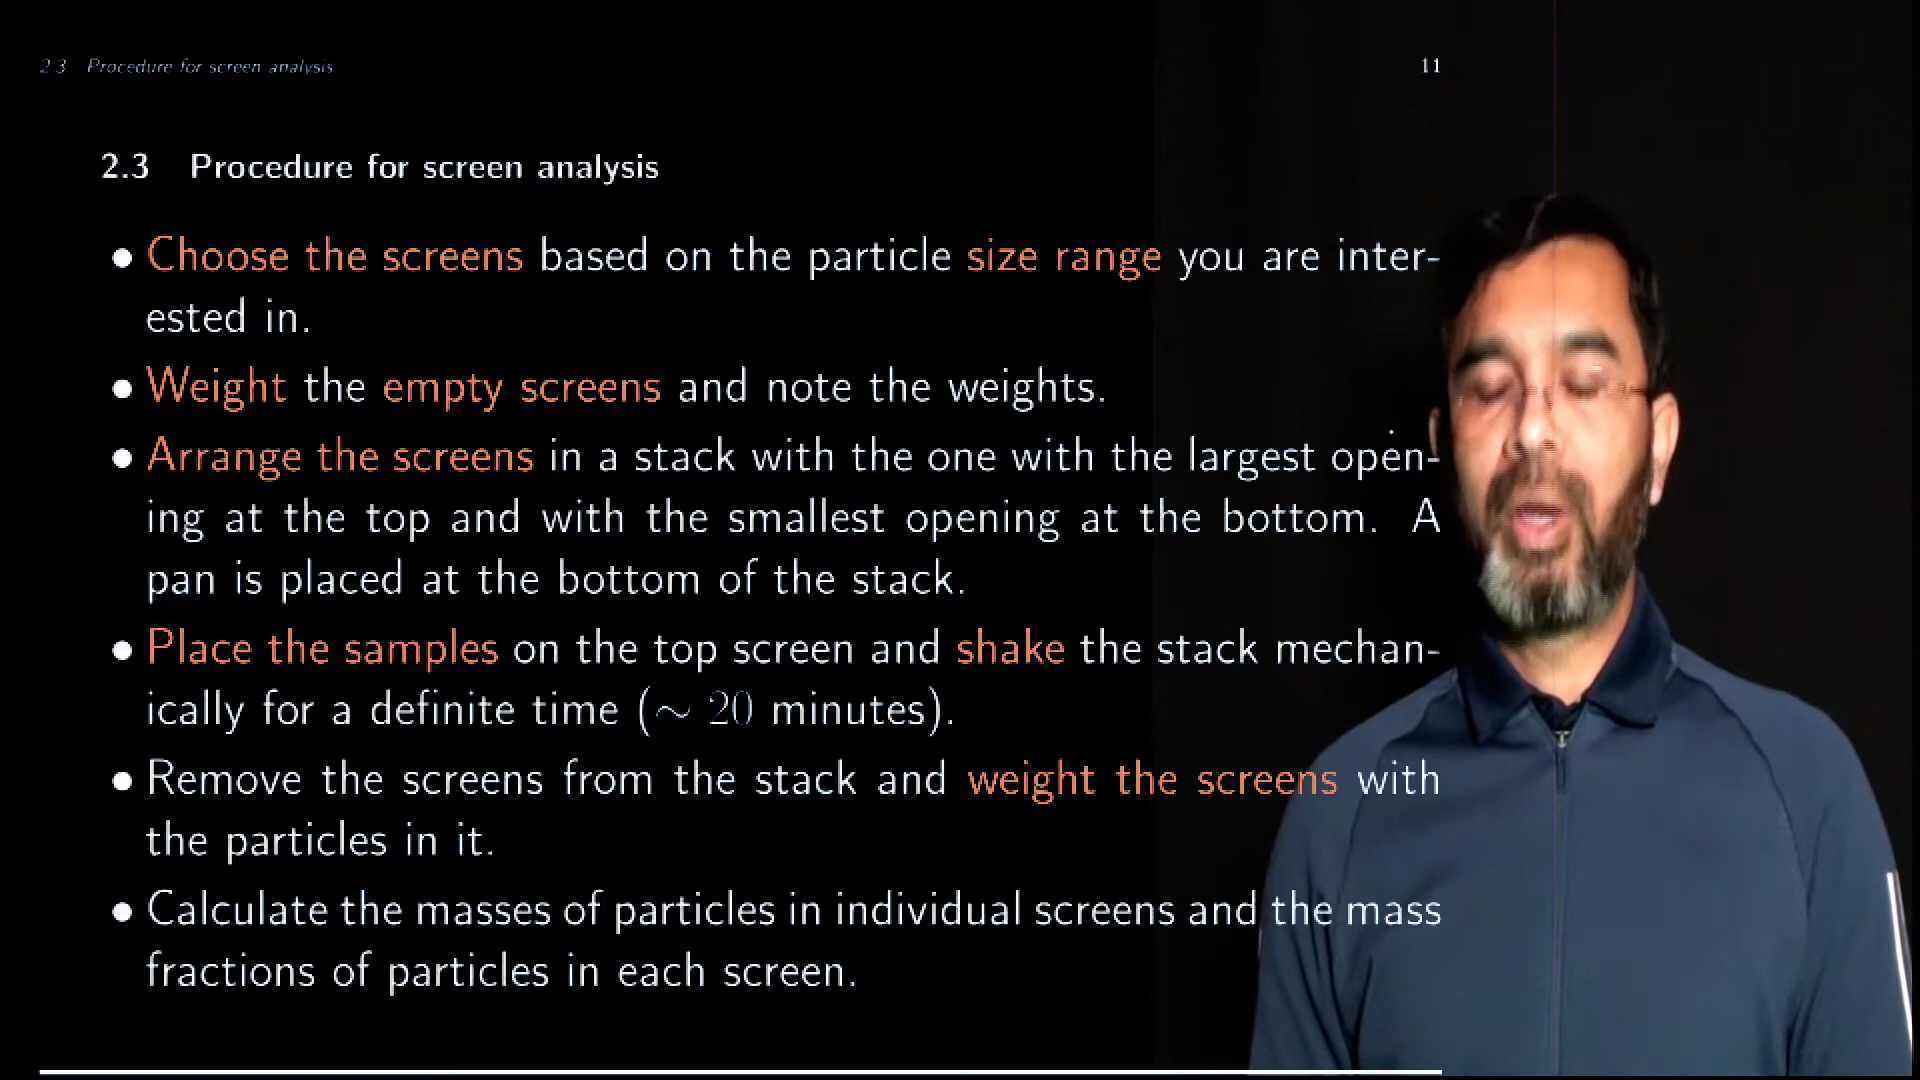 2.3 Procedure for screen analysis 11
2.3 Procedure for screen analysis
● Choose the screens based on the particle size range you are inter-
ested in.
● Weight the empty screens and note the weights.
● Arrange the screens in a stack with the one with the largest open-
ing at the top and with the smallest opening at the bottom. A
pan is placed at the bottom of the stack.
● Place the samples on the top screen and shake the stack mechan-
ically for a definite time (∼ 20 minutes).
● Remove the screens from the stack and weight the screens with
the particles in it.
● Calculate the masses of particles in individual screens and the mass
fractions of particles in each screen.